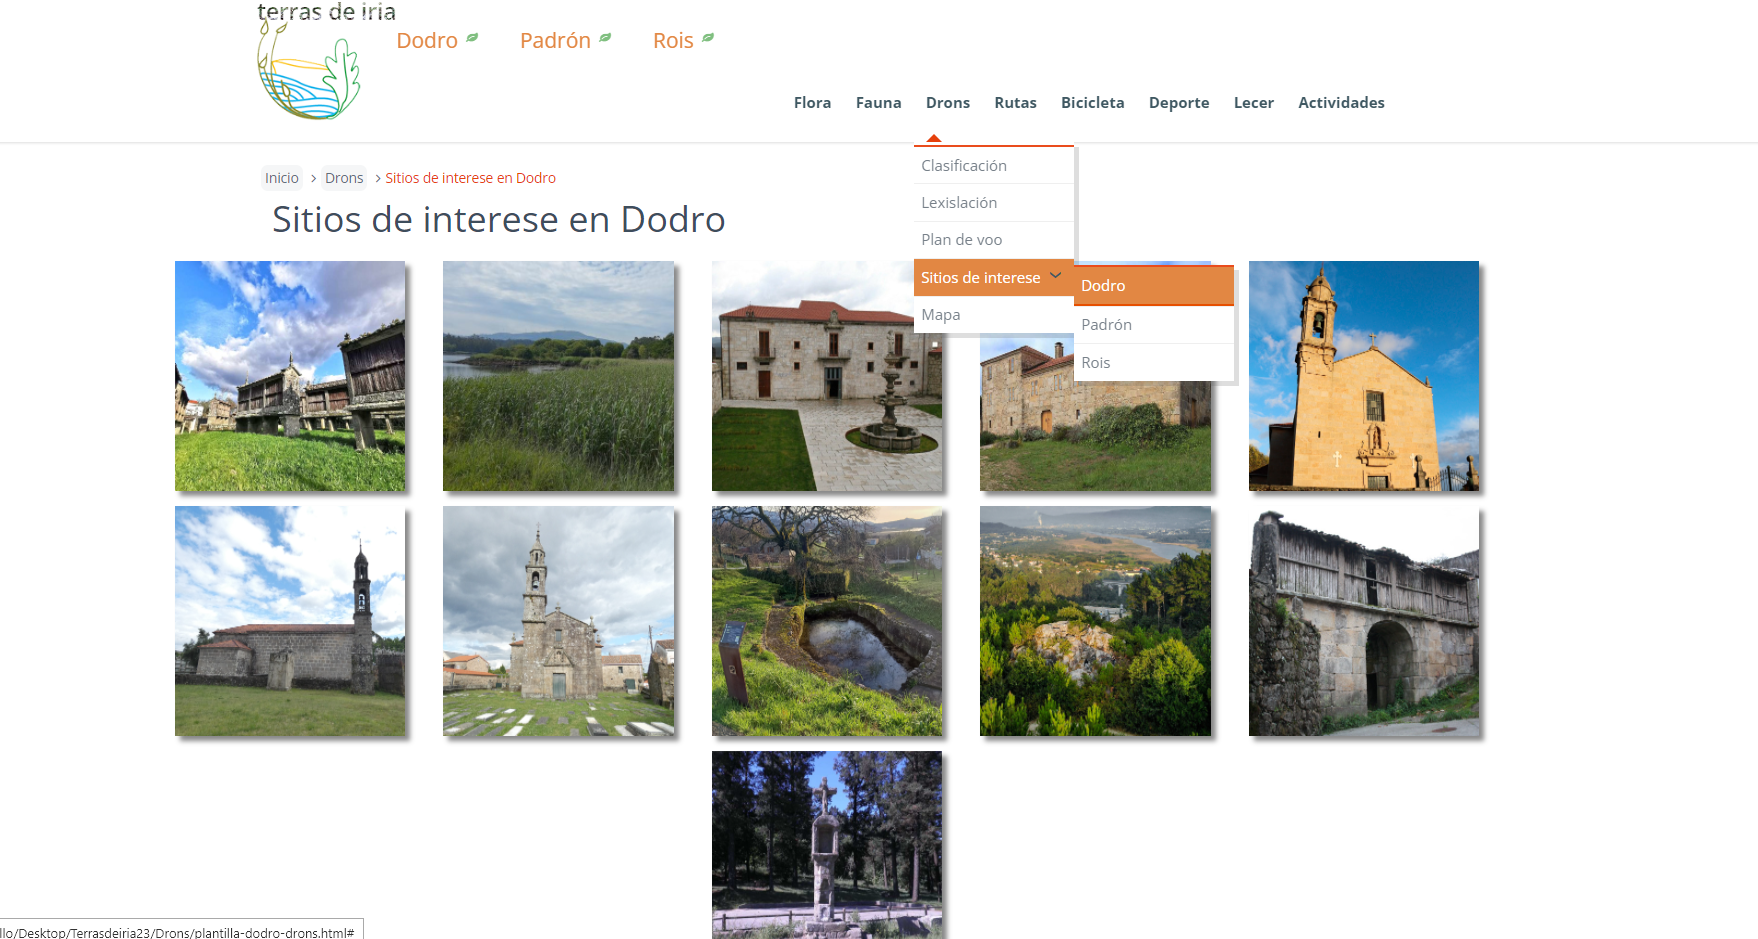 terras de iria
Dodro
Padrón
Rois
Flora
Fauna
Drons
Rutas
Bicicleta
Deporte
Lecer
Actividades
Clasificación
Lexislación
Plan de voo
Sitios de interese
Mapa
Dodro
Padrón
Rois
Inicio > Drons > Sitios de interese en Dodro
Sitios de interese en Dodro
llo/Desktop/Terrasdeiria23/Drons/plantilla-dodro-drons.html#